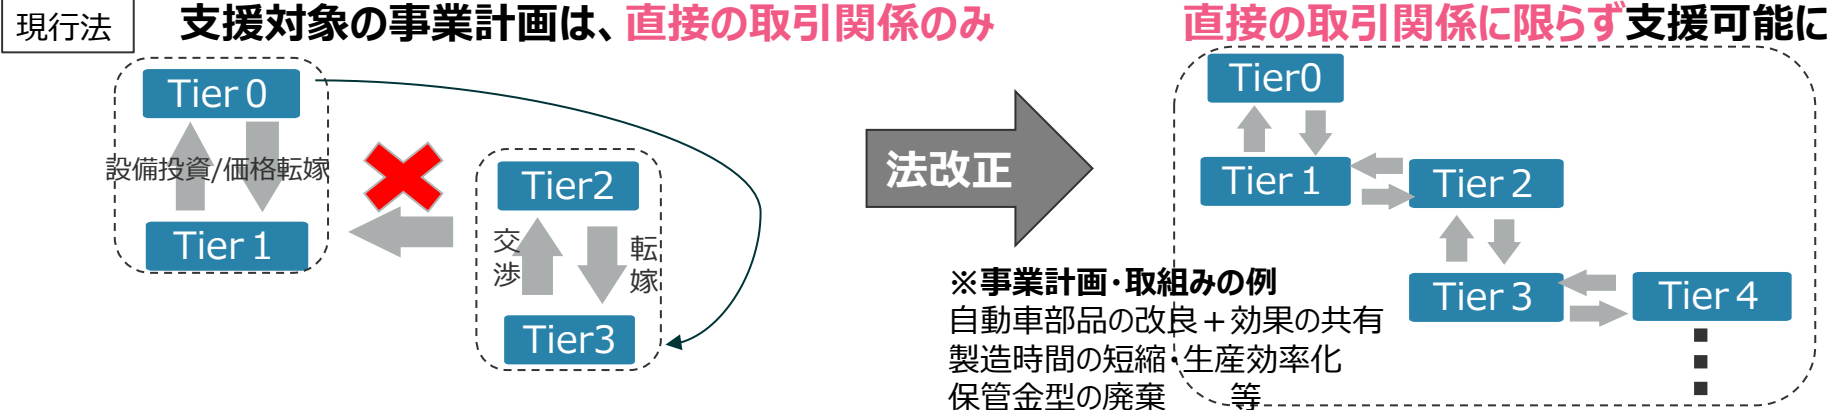 現行法
支援対象の事業計画は、直接の取引関係のみ
Tier 0
設備投資/価格転嫁
Tier 1
Tier2
交渉
転嫁
Tier3
法改正
※事業計画・取組みの例
自動車部品の改良＋効果の共有
製造時間の短縮・生産効率化
保管金型の廃棄　　等
直接の取引関係に限らず支援可能に
Tier0
Tier 1
Tier 2
Tier 3
Tier 4